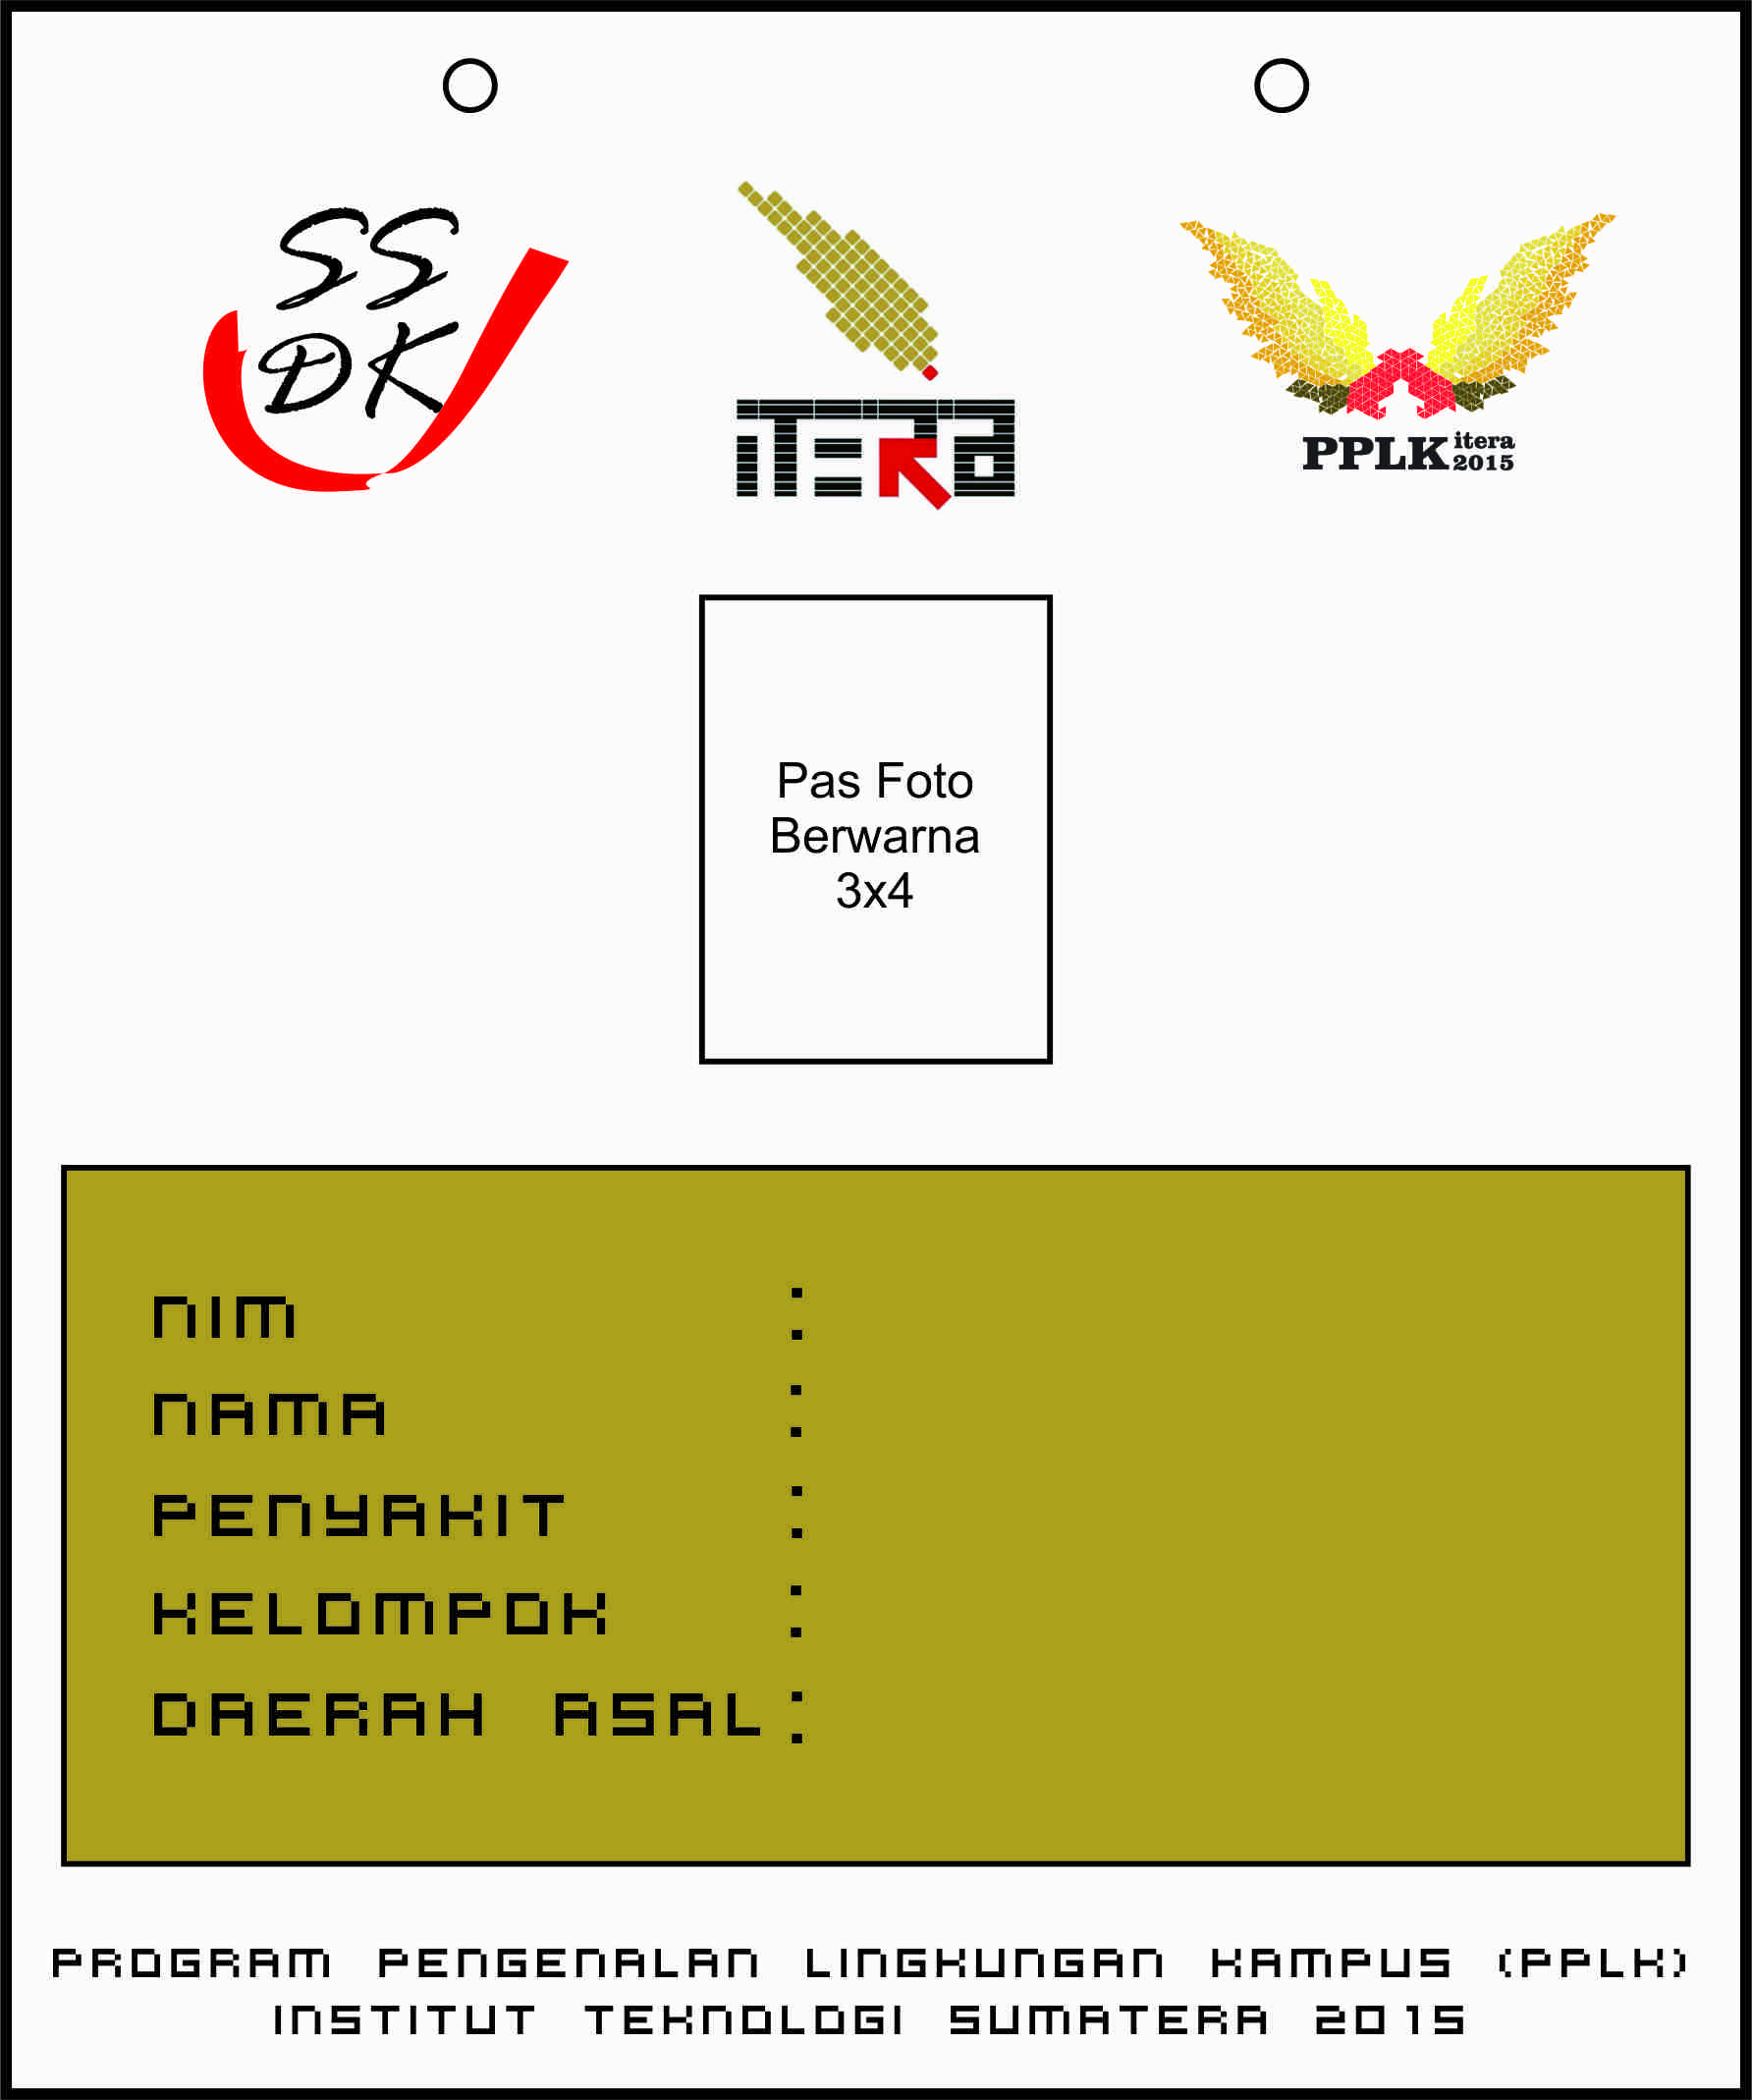 SS
DK
iTERA
PPLK itera
2015
Pas Foto
Berwarna
3x4
NIM :
NAMA :
PENYAKIT :
KELOMPOK :
DAERAH ASAL :
PROGRAM PENGENALAN LINGKUNGAN KAMPUS (PPLK)
INSTITUT TEKNOLOGI SUMATERA 2015